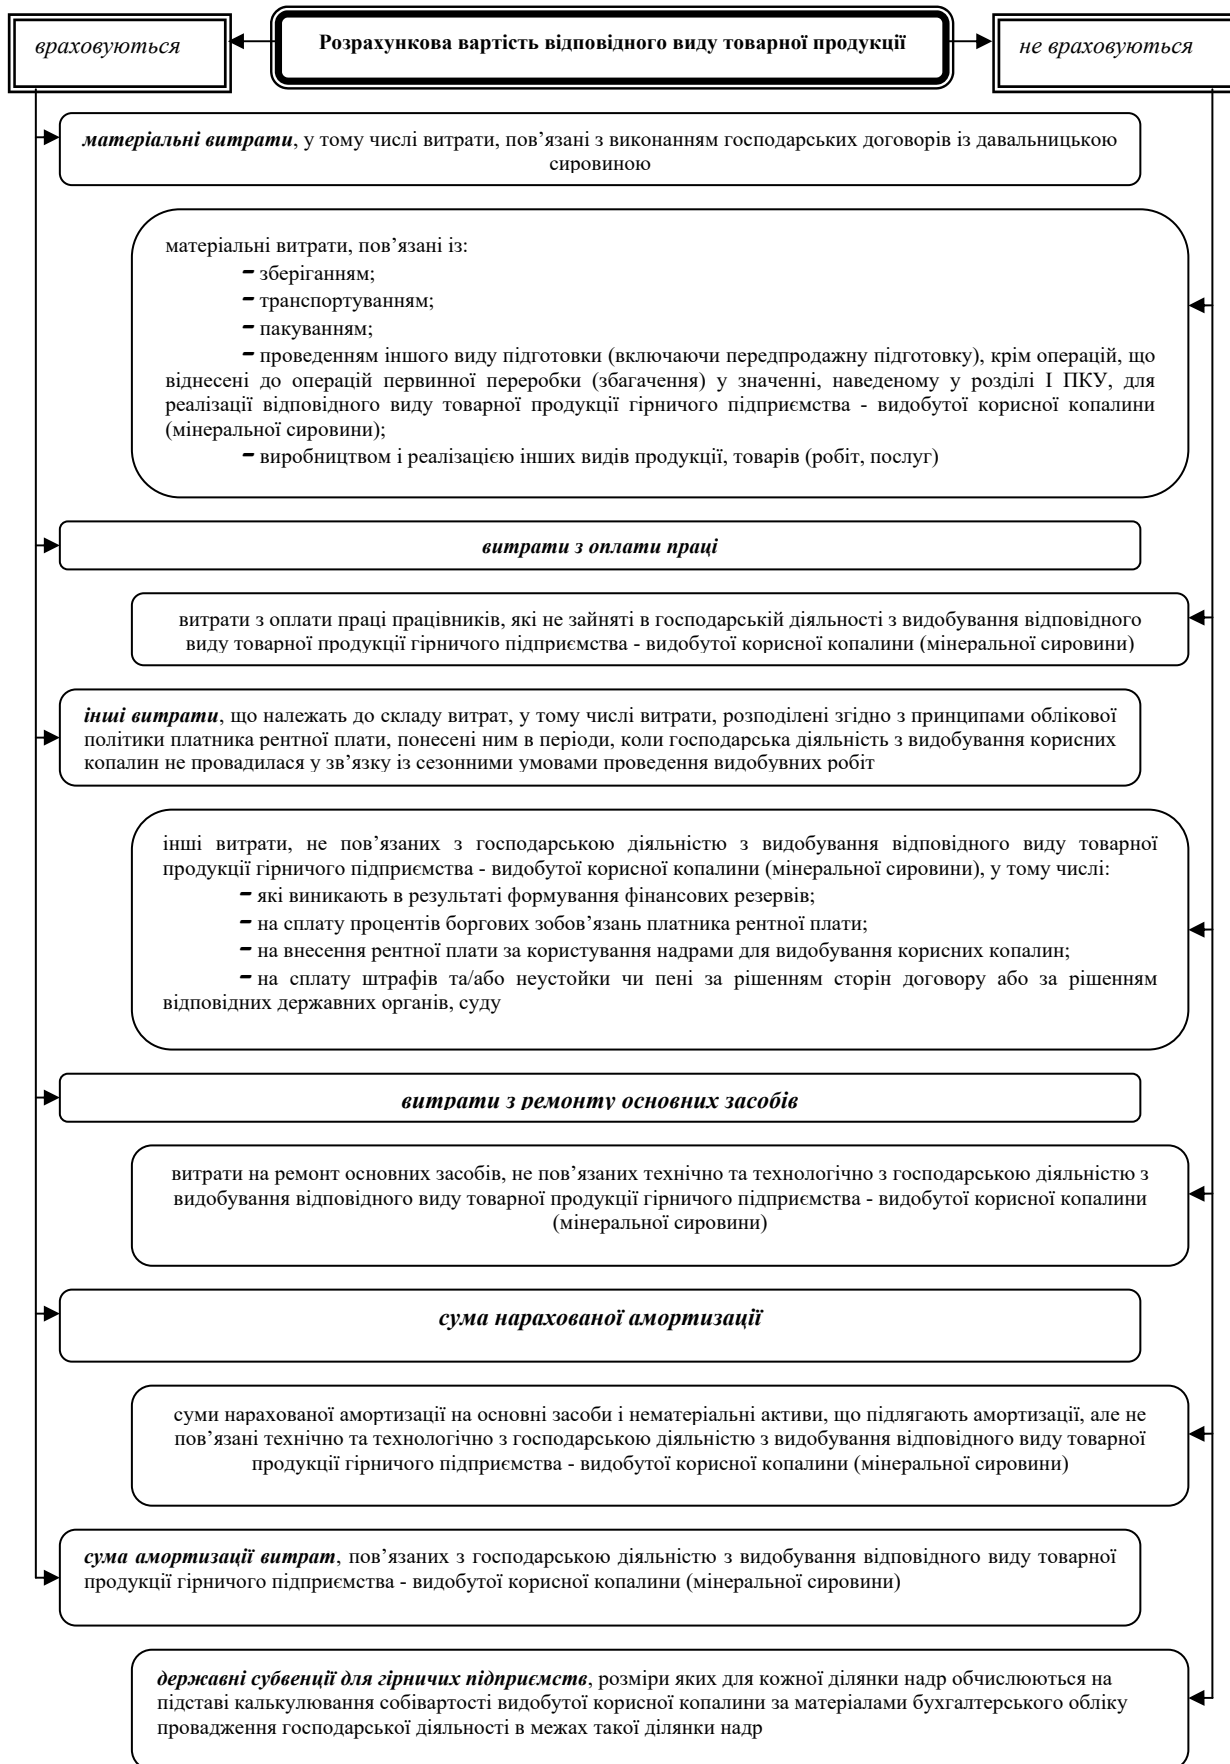 враховуються
Розрахункова вартість відповідного виду товарної продукції
не враховуються
матеріальні витрати, у тому числі витрати, пов’язані з виконанням господарських договорів із давальницькою
сировиною
матеріальні витрати, пов’язані із:
– зберіганням;
– транспортуванням;
– пакуванням;
– проведенням іншого виду підготовки (включаючи передпродажну підготовку), крім операцій, що
віднесені до операцій первинної переробки (збагачення) у значенні, наведеному у розділі І ПКУ, для
реалізації відповідного виду товарної продукції гірничого підприємства - видобутої корисної копалини
(мінеральної сировини);
– виробництвом і реалізацією інших видів продукції, товарів (робіт, послуг)
витрати з оплати праці
витрати з оплати праці працівників, які не зайняті в господарській діяльності з видобування відповідного
виду товарної продукції гірничого підприємства - видобутої корисної копалини (мінеральної сировини)
інші витрати, що належать до складу витрат, у тому числі витрати, розподілені згідно з принципами облікової
політики платника рентної плати, понесені ним в періоди, коли господарська діяльність з видобування корисних
копалин не провадилася у зв’язку із сезонними умовами проведення видобувних робіт
інші витрати, не пов’язаних з господарською діяльністю з видобування відповідного виду товарної
продукції гірничого підприємства - видобутої корисної копалини (мінеральної сировини), у тому числі:
– які виникають в результаті формування фінансових резервів;
– на сплату процентів боргових зобов’язань платника рентної плати;
– на внесення рентної плати за користування надрами для видобування корисних копалин;
– на сплату штрафів та/або неустойки чи пені за рішенням сторін договору або за рішенням
відповідних державних органів, суду
витрати з ремонту основних засобів
витрати на ремонт основних засобів, не пов’язаних технічно та технологічно з господарською діяльністю з
видобування відповідного виду товарної продукції гірничого підприємства - видобутої корисної копалини
(мінеральної сировини)
сума нарахованої амортизації
суми нарахованої амортизації на основні засоби і нематеріальні активи, що підлягають амортизації, але не
пов’язані технічно та технологічно з господарською діяльністю з видобування відповідного виду товарної
продукції гірничого підприємства - видобутої корисної копалини (мінеральної сировини)
сума амортизації витрат, пов’язаних з господарською діяльністю з видобування відповідного виду товарної
продукції гірничого підприємства - видобутої корисної копалини (мінеральної сировини)
державні субвенції для гірничих підприємств, розміри яких для кожної ділянки надр обчислюються на
підставі калькулювання собівартості видобутої корисної копалини за матеріалами бухгалтерського обліку
провадження господарської діяльності в межах такої ділянки надр